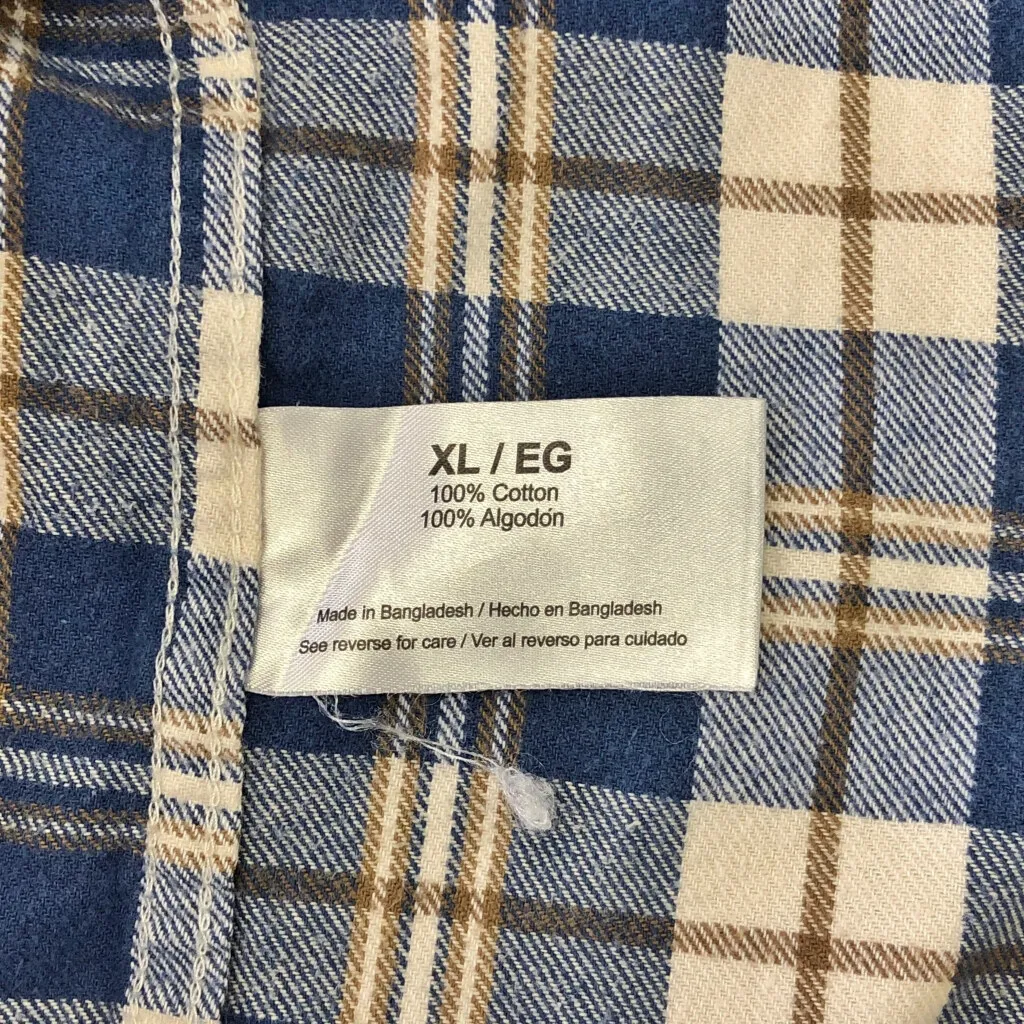 XL / EG
100% Cotton
100% Algodón
Made in Bangladesh / Hecho en Bangladesh
See reverse for care / Ver al reverso para cuidado